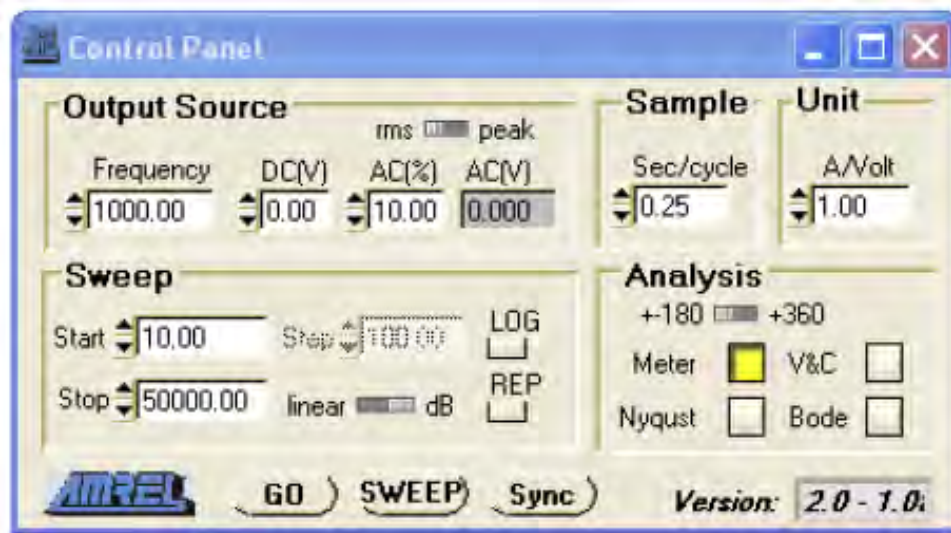 Control Panel
Output Source
rms peak
Frequency DC(V) AC(%) AC(V)
1000.00 0.00 10.00 0.000
Sample
Sec/cycle
0.25
Unit
A/Volt
1.00
Sweep
Start 10.00 Step 100.00 LOG
Stop 50000.00 linear dB REP
Analysis
+-180 +360
Meter V&C
Nyqust Bode
AMREL GO SWEEP Sync Version: 2.0 - 1.0